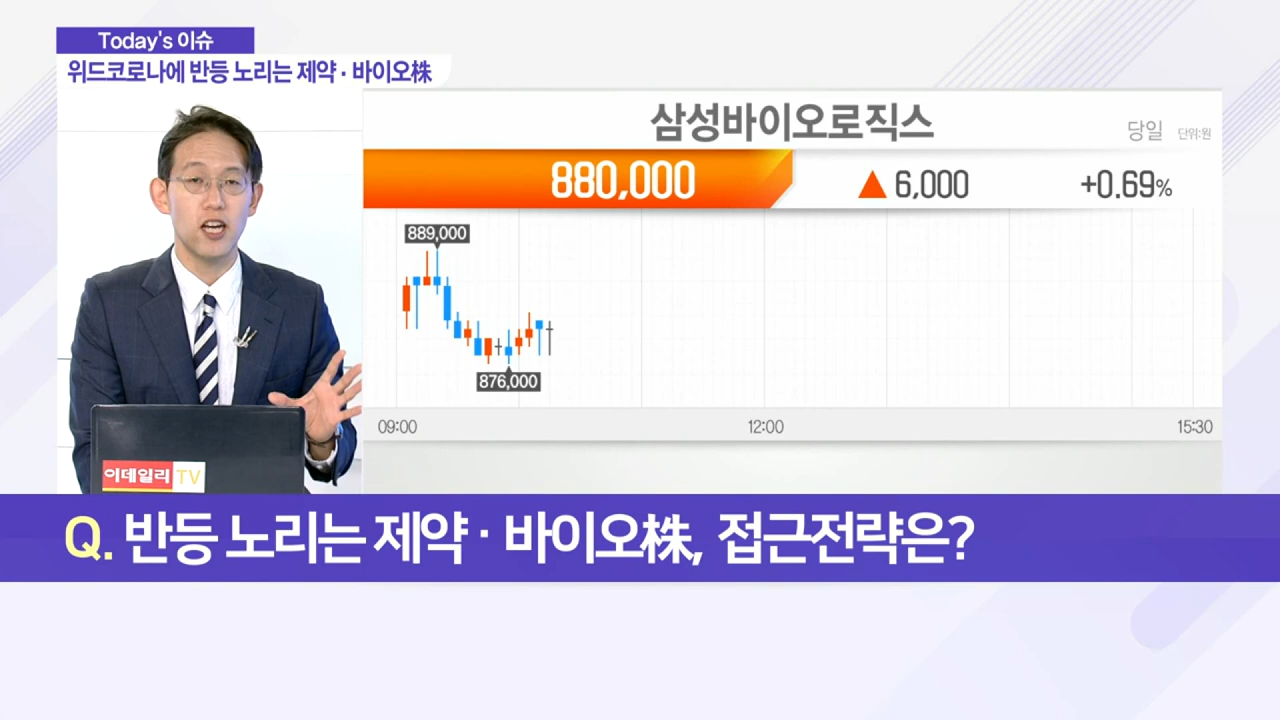 Today's 이슈
위드코로나에 반등 노리는 제약·바이오株
삼성바이오로직스
당일 단위:원
880,000 ▲ 6,000 +0.69%
889,000
876,000
09:00 12:00 15:30
이데일리 TV
Q. 반등 노리는 제약·바이오株, 접근전략은?